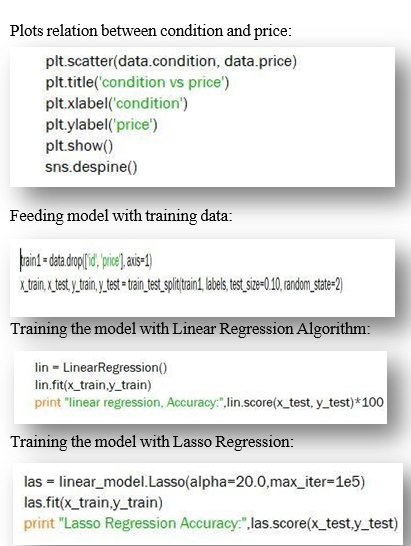 Plots relation between condition and price:
plt.scatter(data.condition, data.price)
plt.title('condition vs price')
plt.xlabel('condition')
plt.ylabel('price')
plt.show()
sns.despine()
Feeding model with training data:
train1 = data.drop(['id', 'price'], axis=1)
x_train, x_test, y_train, y_test = train_test_split(train1, labels, test_size=0.10, random_state=2)
Training the model with Linear Regression Algorithm:
lin = LinearRegression()
lin.fit(x_train,y_train)
print "linear regression, Accuracy:",lin.score(x_test, y_test)*100
Training the model with Lasso Regression:
las = linear_model.Lasso(alpha=20.0,max_iter=1e5)
las.fit(x_train,y_train)
print "Lasso Regression Accuracy:",las.score(x_test,y_test)